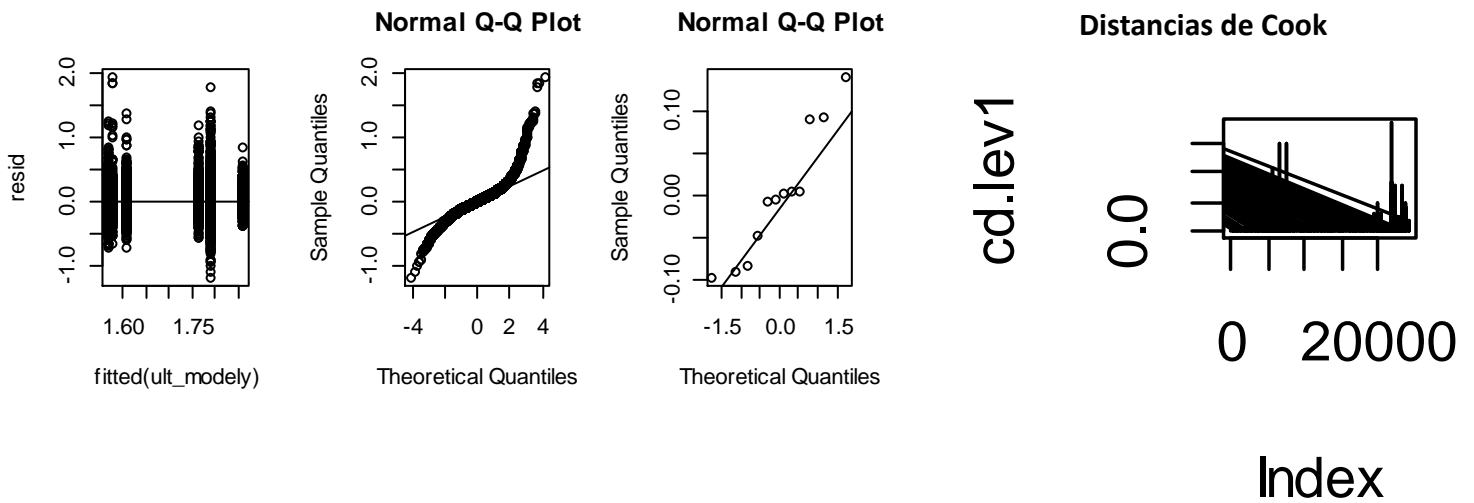 resid
2.0
1.0
0.0
-1.0
1.60 1.75
fitted(ult_modely)
Normal Q-Q Plot
Sample Quantiles
2.0
1.0
0.0
-1.0
-4 0 2 4
Theoretical Quantiles
Normal Q-Q Plot
Sample Quantiles
0.10
0.00
-0.10
-1.5 0.0 1.5
Theoretical Quantiles
Distancias de Cook
cd.lev1
0.0
0 20000
Index